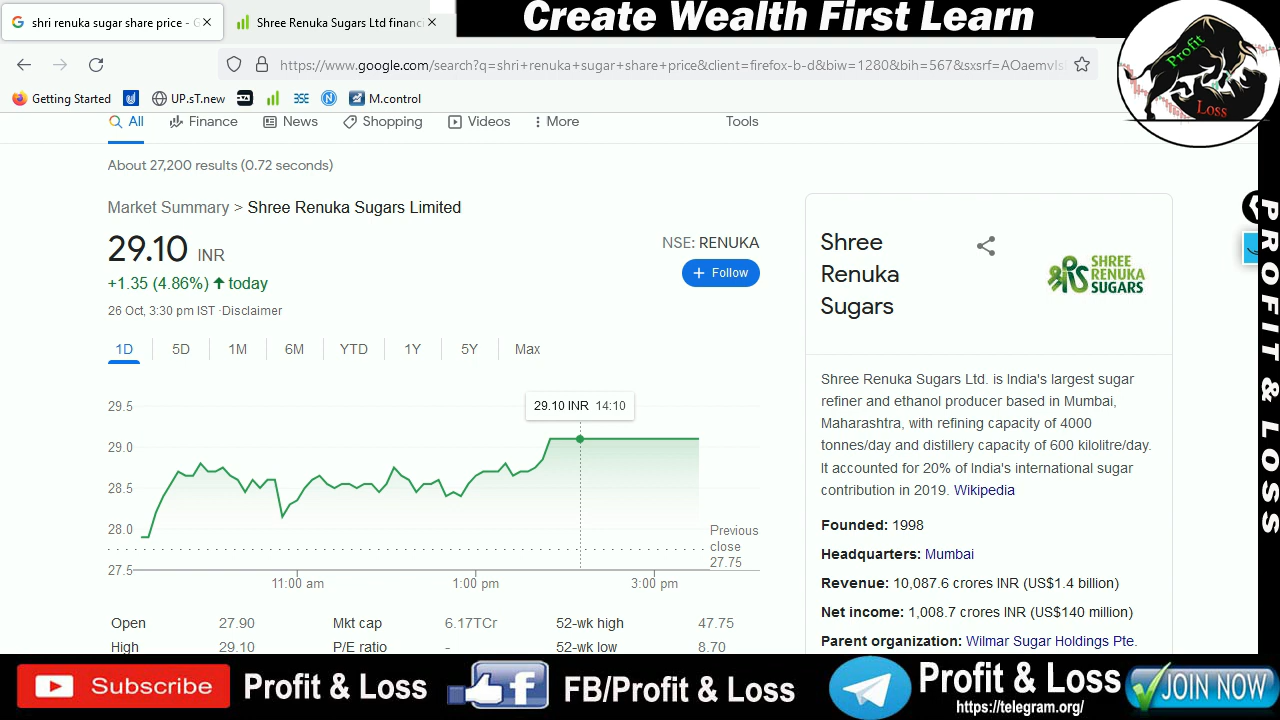 Create Wealth First Learn
shri renuka sugar share price - G
Shree Renuka Sugars Ltd financi
https://www.google.com/search?q=shri+renuka+sugar+share+price&client=firefox-b-d&biw=1280&bih=567&sxsrf=AOaemvIs
Getting Started
UP.sT.new
M.control
Profit
Loss
All
Finance
News
Shopping
Videos
More
Tools
About 27,200 results (0.72 seconds)
Market Summary > Shree Renuka Sugars Limited
29.10 INR
NSE: RENUKA
+ Follow
+1.35 (4.86%) today
26 Oct, 3:30 pm IST · Disclaimer
1D 5D 1M 6M YTD 1Y 5Y Max
29.10 INR 14:10
29.5
29.0
28.5
28.0
27.5
Previous
close
27.75
11:00 am 1:00 pm 3:00 pm
Open 27.90 Mkt cap 6.17TCr 52-wk high 47.75
High 29.10 P/E ratio - 52-wk low 8.70
Shree
Renuka
Sugars
SHREE
RENUKA
SUGARS
Shree Renuka Sugars Ltd. is India's largest sugar
refiner and ethanol producer based in Mumbai,
Maharashtra, with refining capacity of 4000
tonnes/day and distillery capacity of 600 kilolitre/day.
It accounted for 20% of India's international sugar
contribution in 2019. Wikipedia
Founded: 1998
Headquarters: Mumbai
Revenue: 10,087.6 crores INR (US$1.4 billion)
Net income: 1,008.7 crores INR (US$140 million)
Parent organization: Wilmar Sugar Holdings Pte.
PROFIT & LOSS
Subscribe
Profit & Loss
FB/Profit & Loss
Profit & Loss
https://telegram.org/
JOIN NOW